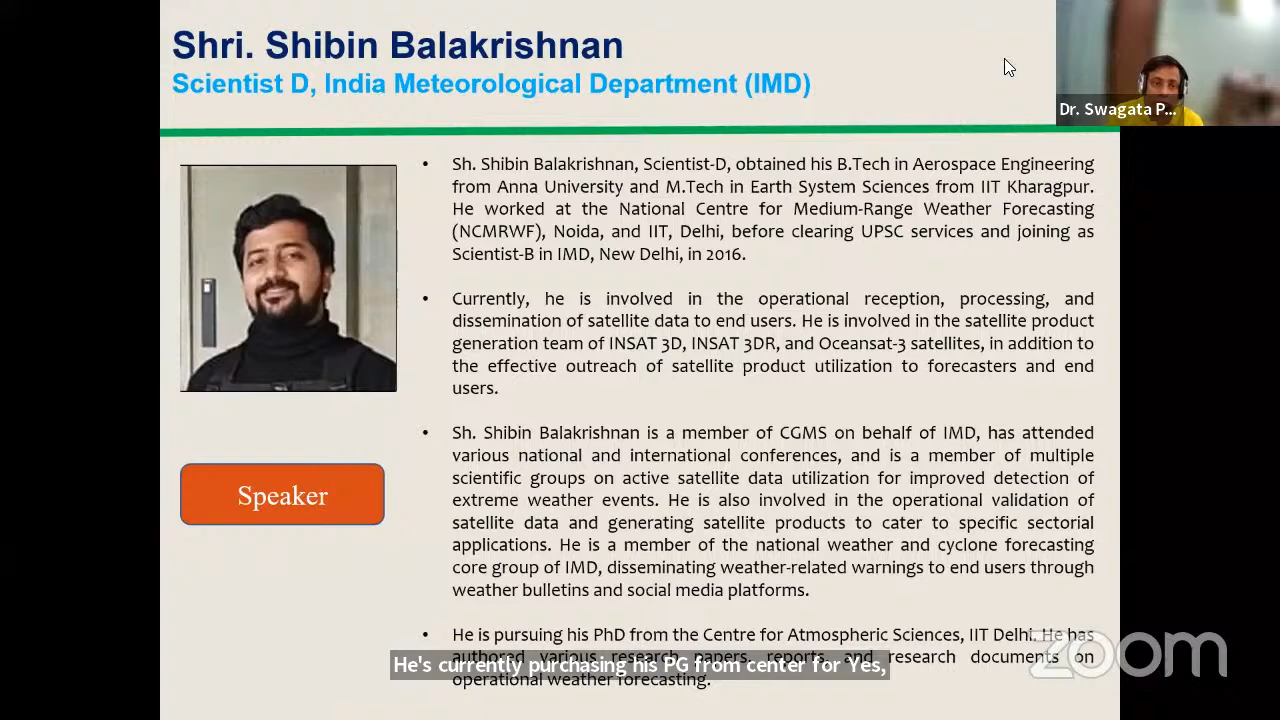 Shri. Shibin Balakrishnan
Scientist D, India Meteorological Department (IMD)
Dr. Swagata P...
• Sh. Shibin Balakrishnan, Scientist-D, obtained his B.Tech in Aerospace Engineering
from Anna University and M.Tech in Earth System Sciences from IIT Kharagpur.
He worked at the National Centre for Medium-Range Weather Forecasting
(NCMRWF), Noida, and IIT, Delhi, before clearing UPSC services and joining as
Scientist-B in IMD, New Delhi, in 2016.
• Currently, he is involved in the operational reception, processing, and
dissemination of satellite data to end users. He is involved in the satellite product
generation team of INSAT 3D, INSAT 3DR, and Oceansat-3 satellites, in addition to
the effective outreach of satellite product utilization to forecasters and end
users.
• Sh. Shibin Balakrishnan is a member of CGMS on behalf of IMD, has attended
various national and international conferences, and is a member of multiple
scientific groups on active satellite data utilization for improved detection of
extreme weather events. He is also involved in the operational validation of
satellite data and generating satellite products to cater to specific sectorial
applications. He is a member of the national weather and cyclone forecasting
core group of IMD, disseminating weather-related warnings to end users through
weather bulletins and social media platforms.
Speaker
• He is pursuing his PhD from the Centre for Atmospheric Sciences, IIT Delhi. He has
authored various research papers, reports, and research documents on
operational weather forecasting.
He's currently purchasing his PG from center for Yes,
zoom